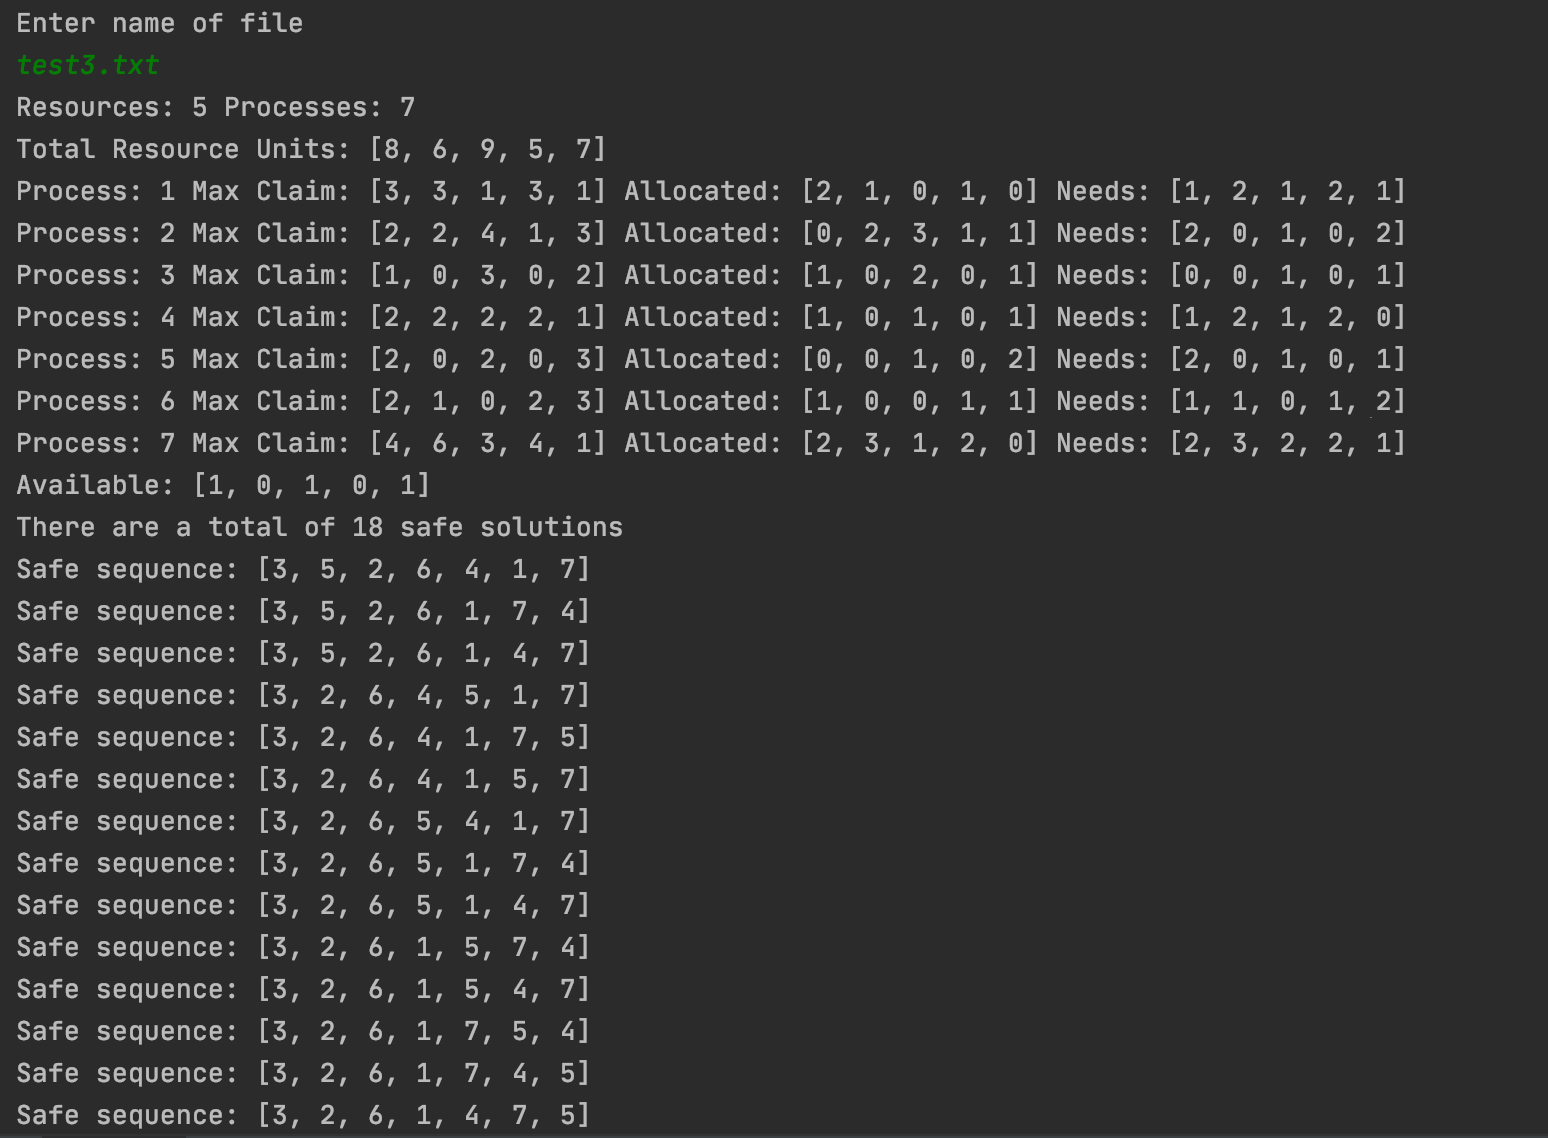 Enter name of file
test3.txt
Resources: 5 Processes: 7
Total Resource Units: [8, 6, 9, 5, 7]
Process: 1 Max Claim: [3, 3, 1, 3, 1] Allocated: [2, 1, 0, 1, 0] Needs: [1, 2, 1, 2, 1]
Process: 2 Max Claim: [2, 2, 4, 1, 3] Allocated: [0, 2, 3, 1, 1] Needs: [2, 0, 1, 0, 2]
Process: 3 Max Claim: [1, 0, 3, 0, 2] Allocated: [1, 0, 2, 0, 1] Needs: [0, 0, 1, 0, 1]
Process: 4 Max Claim: [2, 2, 2, 2, 1] Allocated: [1, 0, 1, 0, 1] Needs: [1, 2, 1, 2, 0]
Process: 5 Max Claim: [2, 0, 2, 0, 3] Allocated: [0, 0, 1, 0, 2] Needs: [2, 0, 1, 0, 1]
Process: 6 Max Claim: [2, 1, 0, 2, 3] Allocated: [1, 0, 0, 1, 1] Needs: [1, 1, 0, 1, 2]
Process: 7 Max Claim: [4, 6, 3, 4, 1] Allocated: [2, 3, 1, 2, 0] Needs: [2, 3, 2, 2, 1]
Available: [1, 0, 1, 0, 1]
There are a total of 18 safe solutions
Safe sequence: [3, 5, 2, 6, 4, 1, 7]
Safe sequence: [3, 5, 2, 6, 1, 7, 4]
Safe sequence: [3, 5, 2, 6, 1, 4, 7]
Safe sequence: [3, 2, 6, 4, 5, 1, 7]
Safe sequence: [3, 2, 6, 4, 1, 7, 5]
Safe sequence: [3, 2, 6, 4, 1, 5, 7]
Safe sequence: [3, 2, 6, 5, 4, 1, 7]
Safe sequence: [3, 2, 6, 5, 1, 7, 4]
Safe sequence: [3, 2, 6, 5, 1, 4, 7]
Safe sequence: [3, 2, 6, 1, 5, 7, 4]
Safe sequence: [3, 2, 6, 1, 5, 4, 7]
Safe sequence: [3, 2, 6, 1, 7, 5, 4]
Safe sequence: [3, 2, 6, 1, 7, 4, 5]
Safe sequence: [3, 2, 6, 1, 4, 7, 5]